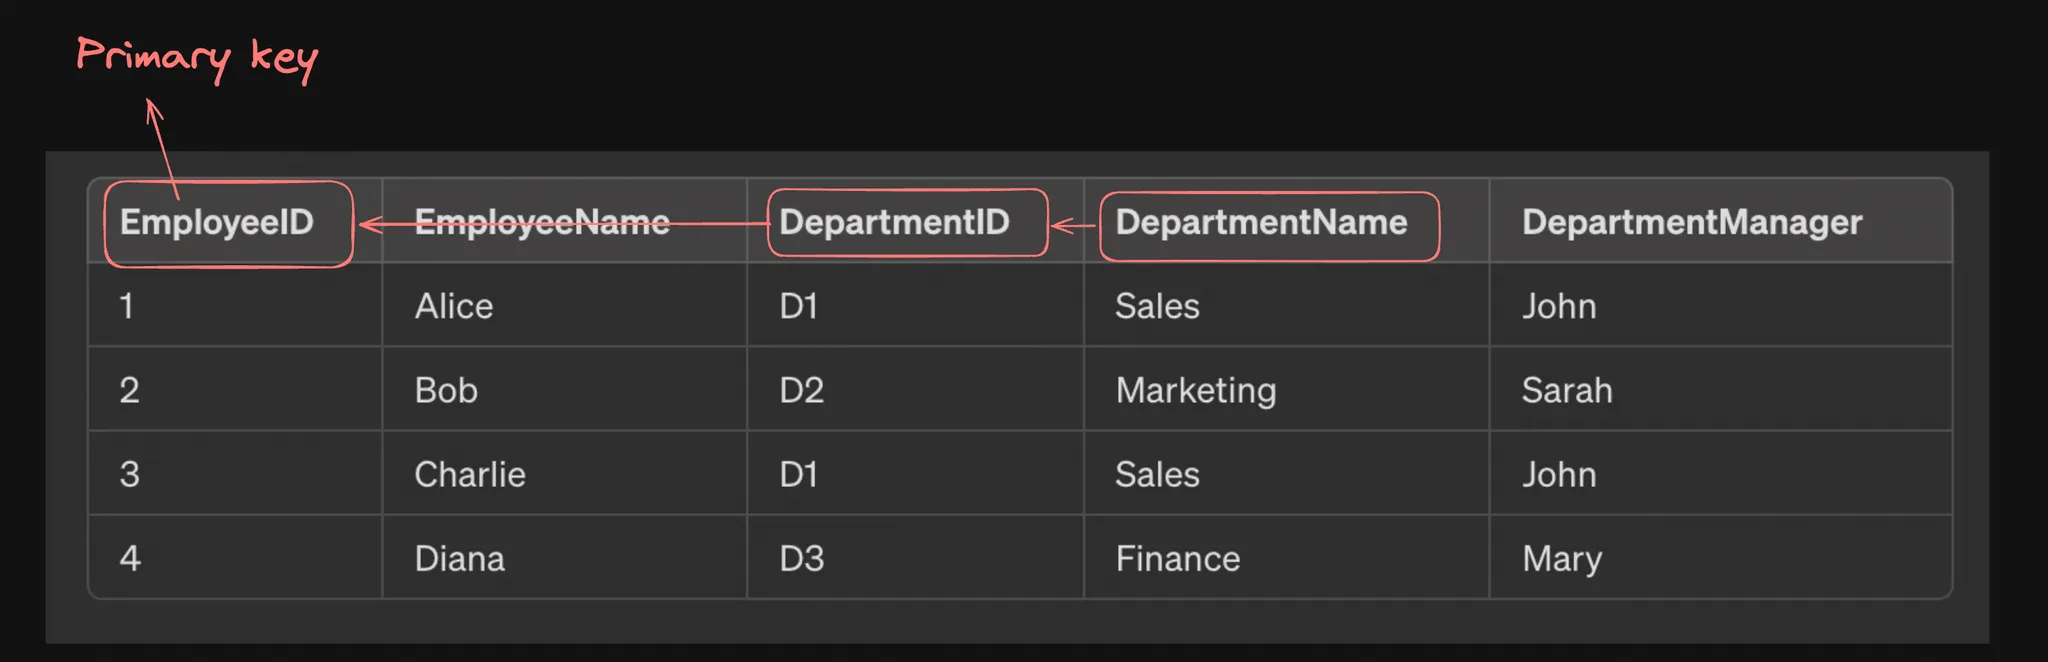 Primary key
EmployeeID EmployeeName DepartmentID DepartmentName DepartmentManager
1 Alice D1 Sales John
2 Bob D2 Marketing Sarah
3 Charlie D1 Sales John
4 Diana D3 Finance Mary